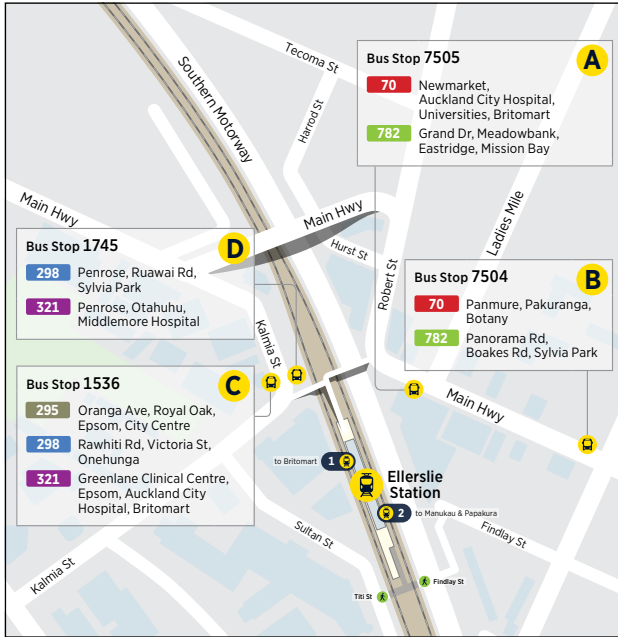 Tecoma St
Southern Motorway
Harrod St
A
Bus Stop 7505
70 Newmarket,
Auckland City Hospital,
Universities, Britomart
782 Grand Dr, Meadowbank,
Eastridge, Mission Bay
Main Hwy
Main Hwy
Hurst St
Ladies Mile
Robert St
D
Bus Stop 1745
298 Penrose, Ruawai Rd,
Sylvia Park
321 Penrose, Otahuhu,
Middlemore Hospital
B
Bus Stop 7504
70 Panmure, Pakuranga,
Botany
782 Panorama Rd,
Boakes Rd, Sylvia Park
Kalmia St
C
Bus Stop 1536
295 Oranga Ave, Royal Oak,
Epsom, City Centre
298 Rawhiti Rd, Victoria St,
Onehunga
321 Greenlane Clinical Centre,
Epsom, Auckland City
Hospital, Britomart
Main Hwy
to Britomart 1
Ellerslie
Station
2 to Manukau & Papakura
Sultan St
Findlay St
Kalmia St
Findlay St
Titi St